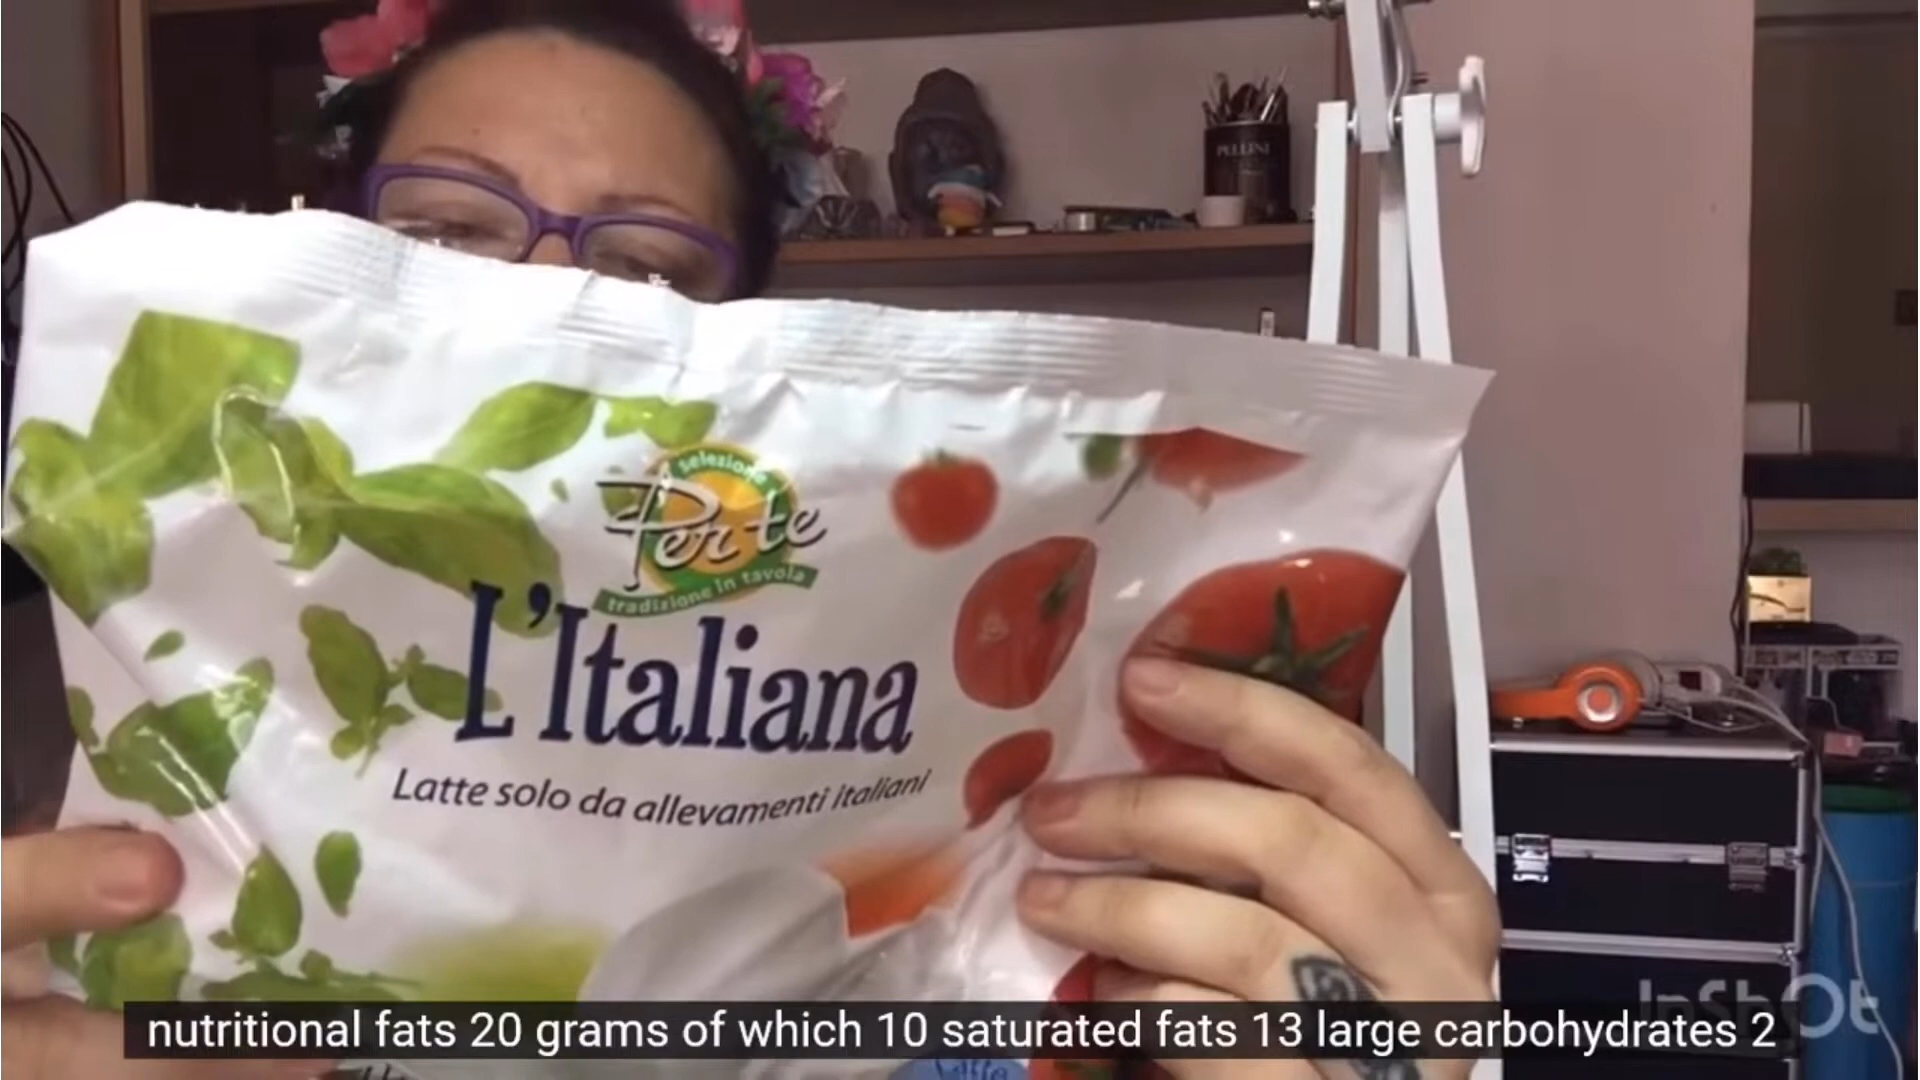 PELLINI
selezione
Per te
tradizione in tavola
L'Italiana
Latte solo da allevamenti italiani
nutritional fats 20 grams of which 10 saturated fats 13 large carbohydrates 2
InShOt
Latte